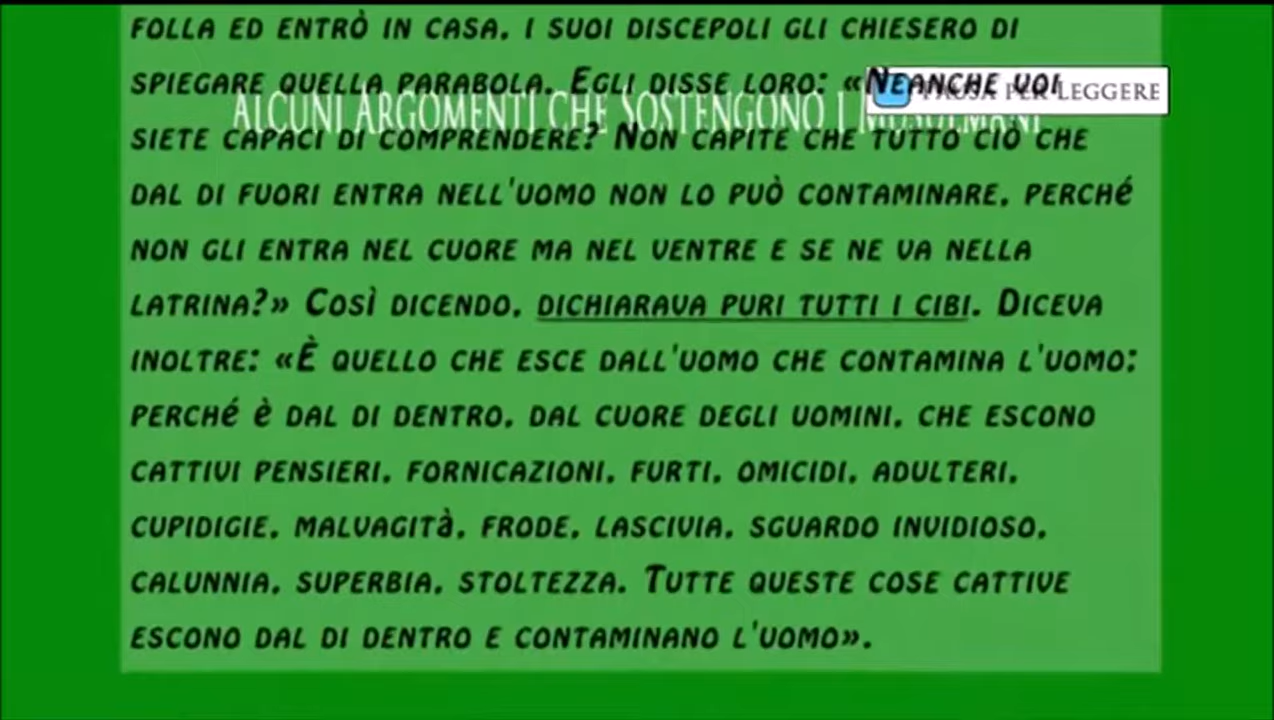 FOLLA ED ENTRÒ IN CASA, I SUOI DISCEPOLI GLI CHIESERO DI
SPIEGARE QUELLA PARABOLA. EGLI DISSE LORO: «NEANCHE VOI
PAUSA PER LEGGERE
ALCUNI ARGOMENTI CHE SOSTENGONO I MUSULMANI
SIETE CAPACI DI COMPRENDERE? NON CAPITE CHE TUTTO CIÒ CHE
DAL DI FUORI ENTRA NELL'UOMO NON LO PUÒ CONTAMINARE, PERCHÉ
NON GLI ENTRA NEL CUORE MA NEL VENTRE E SE NE VA NELLA
LATRINA?» COSÌ DICENDO, DICHIARAVA PURI TUTTI I CIBI. DICEVA
INOLTRE: «È QUELLO CHE ESCE DALL'UOMO CHE CONTAMINA L'UOMO;
PERCHÉ È DAL DI DENTRO, DAL CUORE DEGLI UOMINI, CHE ESCONO
CATTIVI PENSIERI, FORNICAZIONI, FURTI, OMICIDI, ADULTERI,
CUPIDIGIE, MALVAGITÀ, FRODE, LASCIVIA, SGUARDO INVIDIOSO,
CALUNNIA, SUPERBIA, STOLTEZZA. TUTTE QUESTE COSE CATTIVE
ESCONO DAL DI DENTRO E CONTAMINANO L'UOMO».